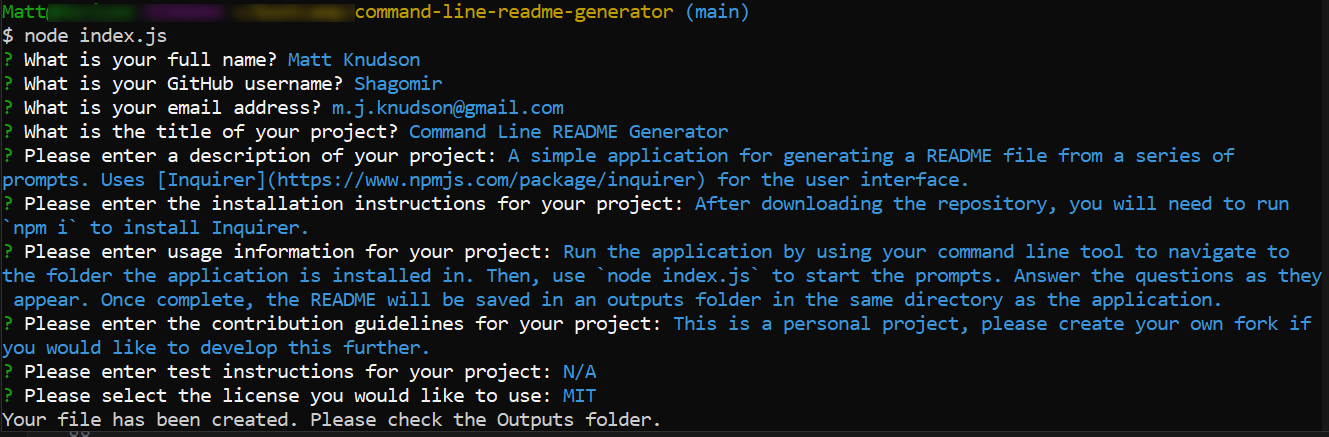 Matt@ command-line-readme-generator (main)
$ node index.js
? What is your full name? Matt Knudson
? What is your GitHub username? Shagomir
? What is your email address? m.j.knudson@gmail.com
? What is the title of your project? Command Line README Generator
? Please enter a description of your project: A simple application for generating a README file from a series of
prompts. Uses [Inquirer](https://www.npmjs.com/package/inquirer) for the user interface.
? Please enter the installation instructions for your project: After downloading the repository, you will need to run
`npm i` to install Inquirer.
? Please enter usage information for your project: Run the application by using your command line tool to navigate to
the folder the application is installed in. Then, use `node index.js` to start the prompts. Answer the questions as they
appear. Once complete, the README will be saved in an outputs folder in the same directory as the application.
? Please enter the contribution guidelines for your project: This is a personal project, please create your own fork if
you would like to develop this further.
? Please enter test instructions for your project: N/A
? Please select the license you would like to use: MIT
Your file has been created. Please check the Outputs folder.